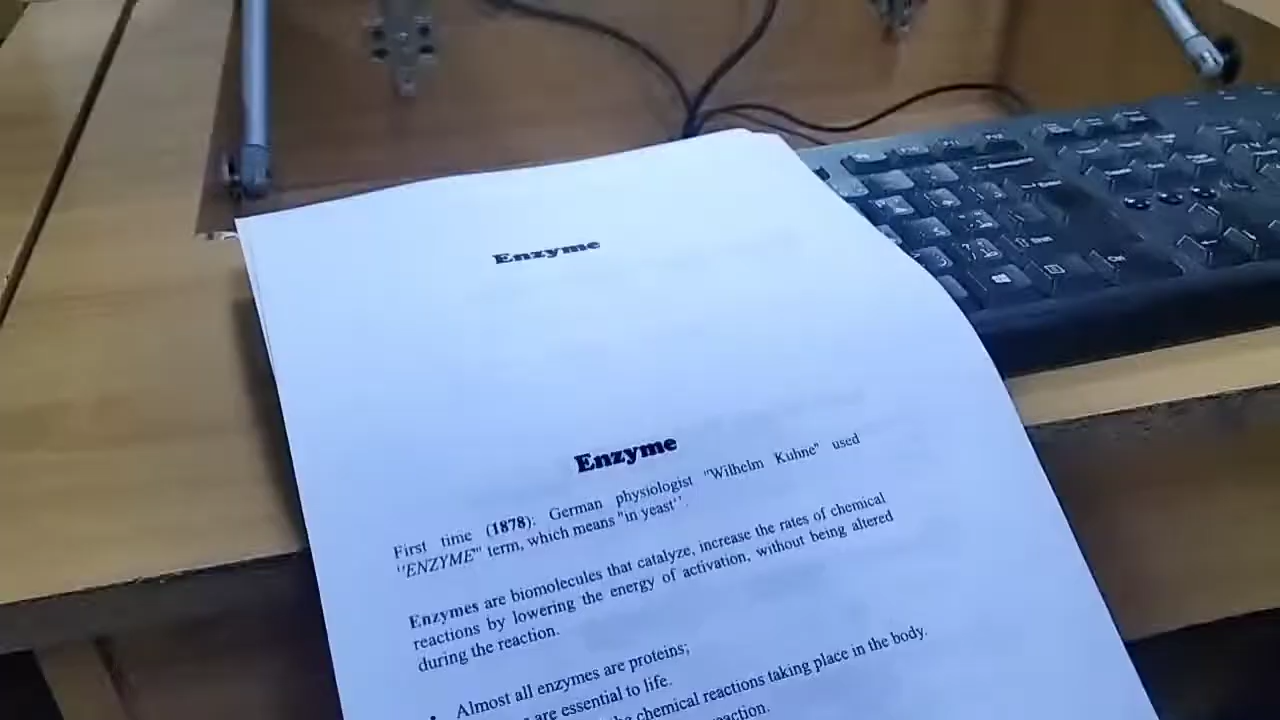 Enzyme
Enzyme
First time (1878): German physiologist "Wilhelm Kuhne" used
''ENZYME" term, which means "in yeast''.
Enzymes are biomolecules that catalyze, increase the rates of chemical
reactions by lowering the energy of activation, without being altered
during the reaction.
• Almost all enzymes are proteins;
are essential to life.
chemical reactions taking place in the body.
reaction.